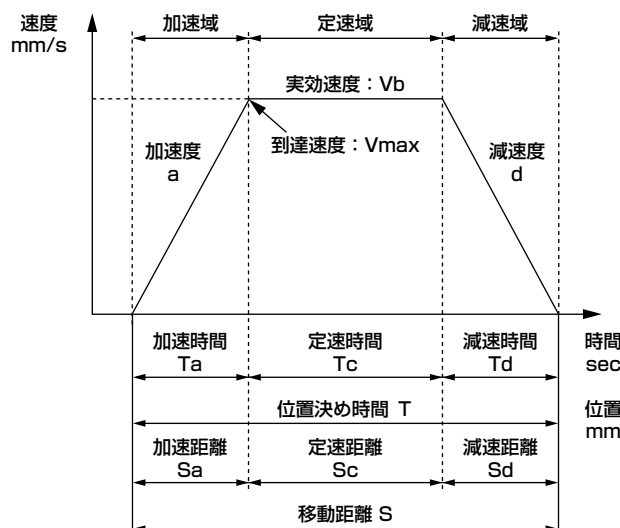 速度
mm/s
加速域
定速域
減速域
実効速度：Vb
到達速度：Vmax
加速度
a
減速度
d
加速時間
Ta
定速時間
Tc
減速時間
Td
時間
sec
位置決め時間 T
位置
mm
加速距離
Sa
定速距離
Sc
減速距離
Sd
移動距離 S